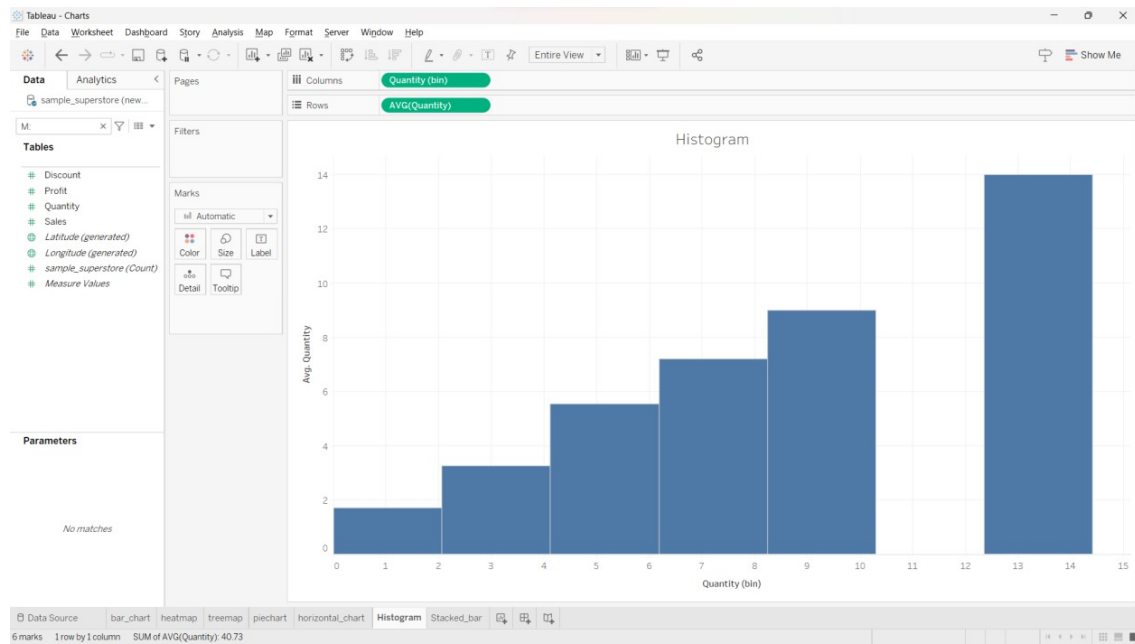 Tableau - Charts
File Data Worksheet Dashboard Story Analysis Map Format Server Window Help
Entire View
Show Me
Data Analytics
Pages
Columns Quantity (bin)
sample_superstore (new...
Rows AVG(Quantity)
M:
Filters
Tables
Discount
Profit
Quantity
Sales
Latitude (generated)
Longitude (generated)
sample_superstore (Count)
Measure Values
Marks
Automatic
Color Size Label
Detail Tooltip
Parameters
No matches
Histogram
14
12
10
8
6
4
2
0
Avg. Quantity
0 1 2 3 4 5 6 7 8 9 10 11 12 13 14 15
Quantity (bin)
Data Source bar_chart heatmap treemap piechart horizontal_chart Histogram Stacked_bar
6 marks 1 row by 1 column SUM of AVG(Quantity): 40.73